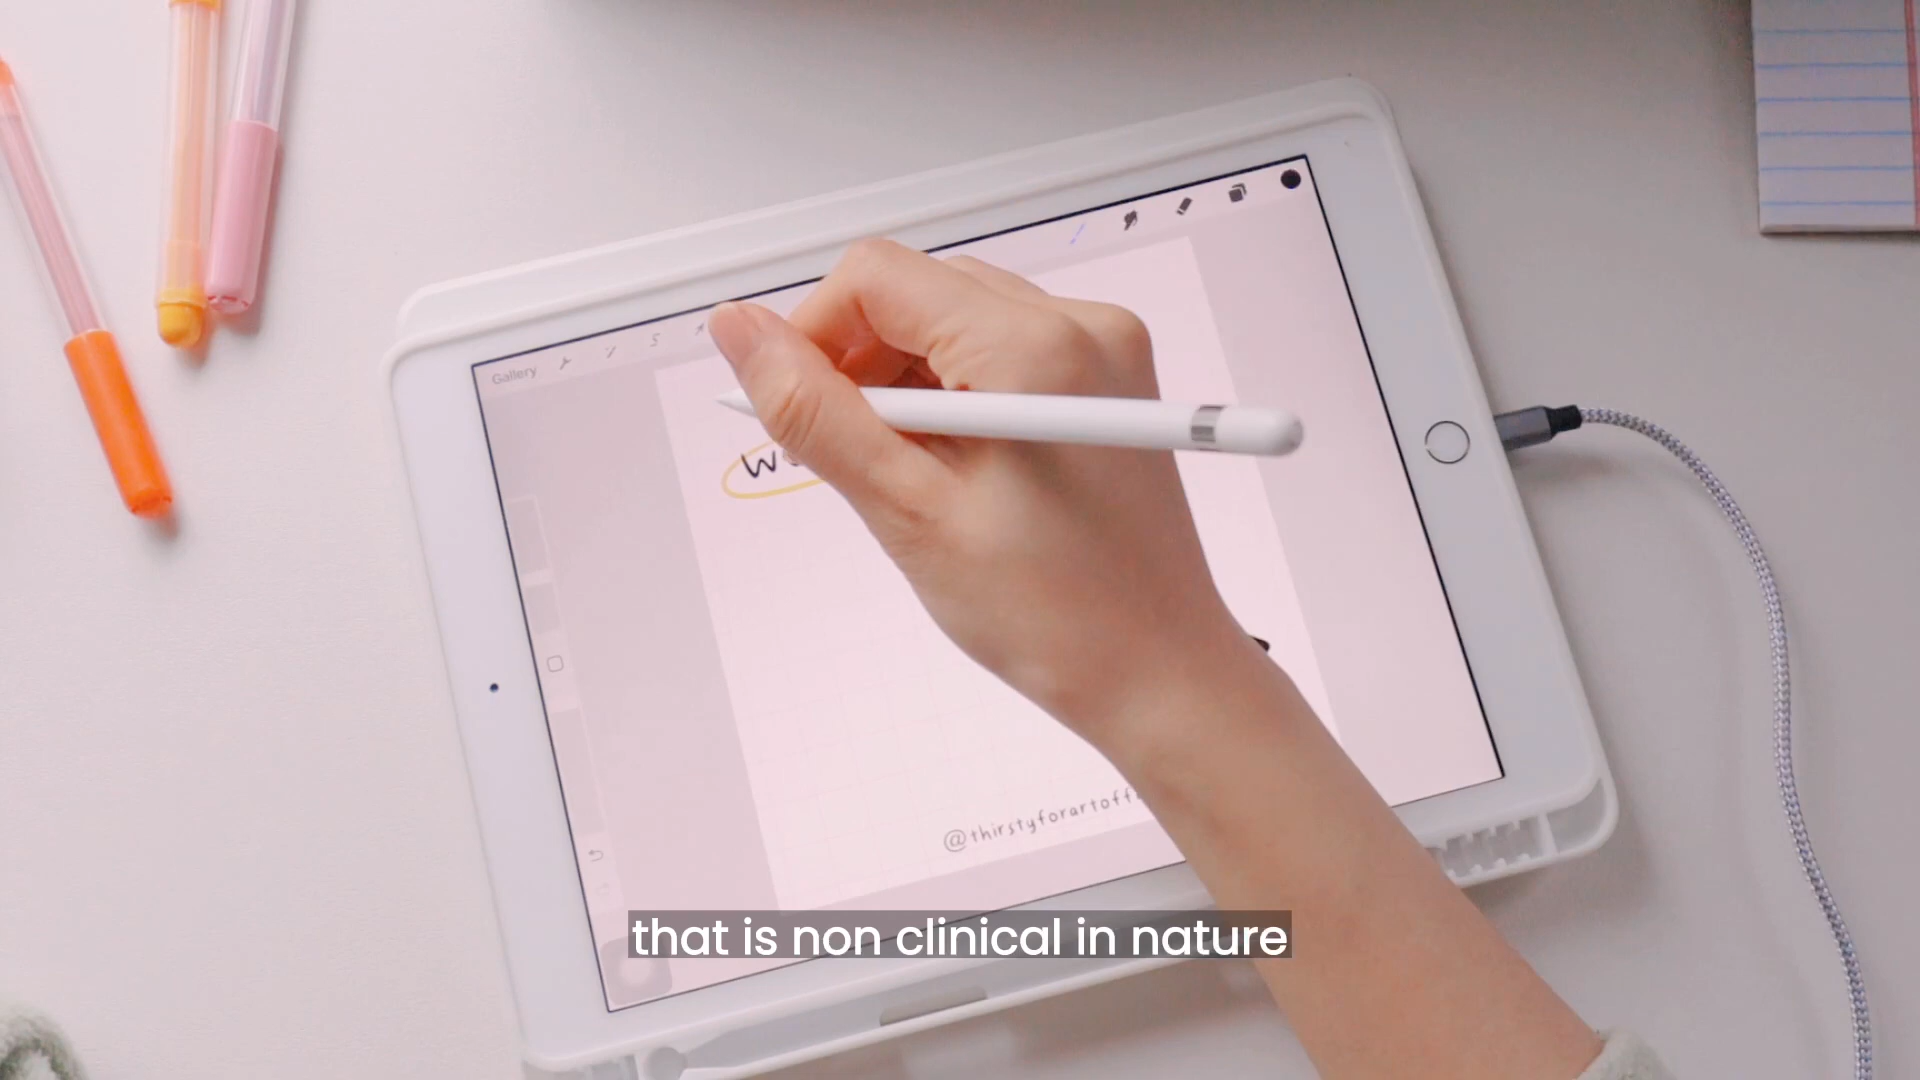 Gallery
@thirstyforartoff
that is non clinical in nature